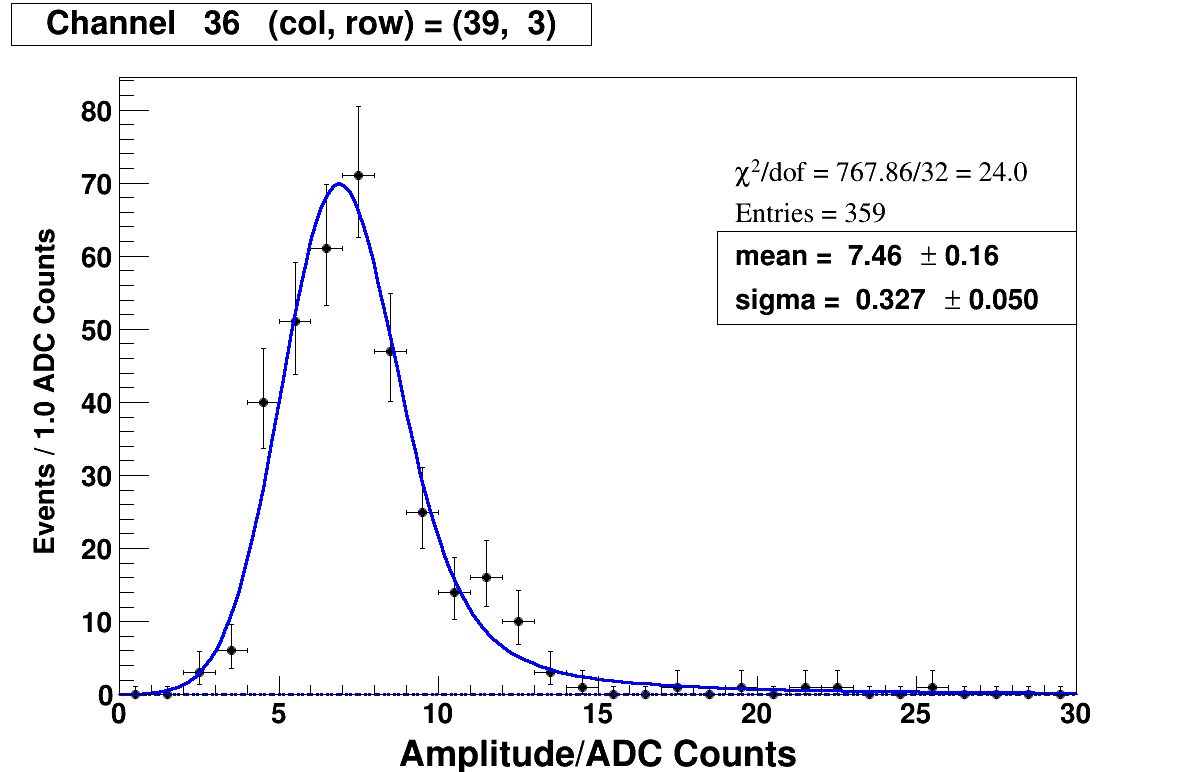 Channel 36 (col, row) = (39, 3)
80
70
60
50
40
30
20
10
0
Events / 1.0 ADC Counts
χ²/dof = 767.86/32 = 24.0
Entries = 359
mean = 7.46 ± 0.16
sigma = 0.327 ± 0.050
0 5 10 15 20 25 30
Amplitude/ADC Counts